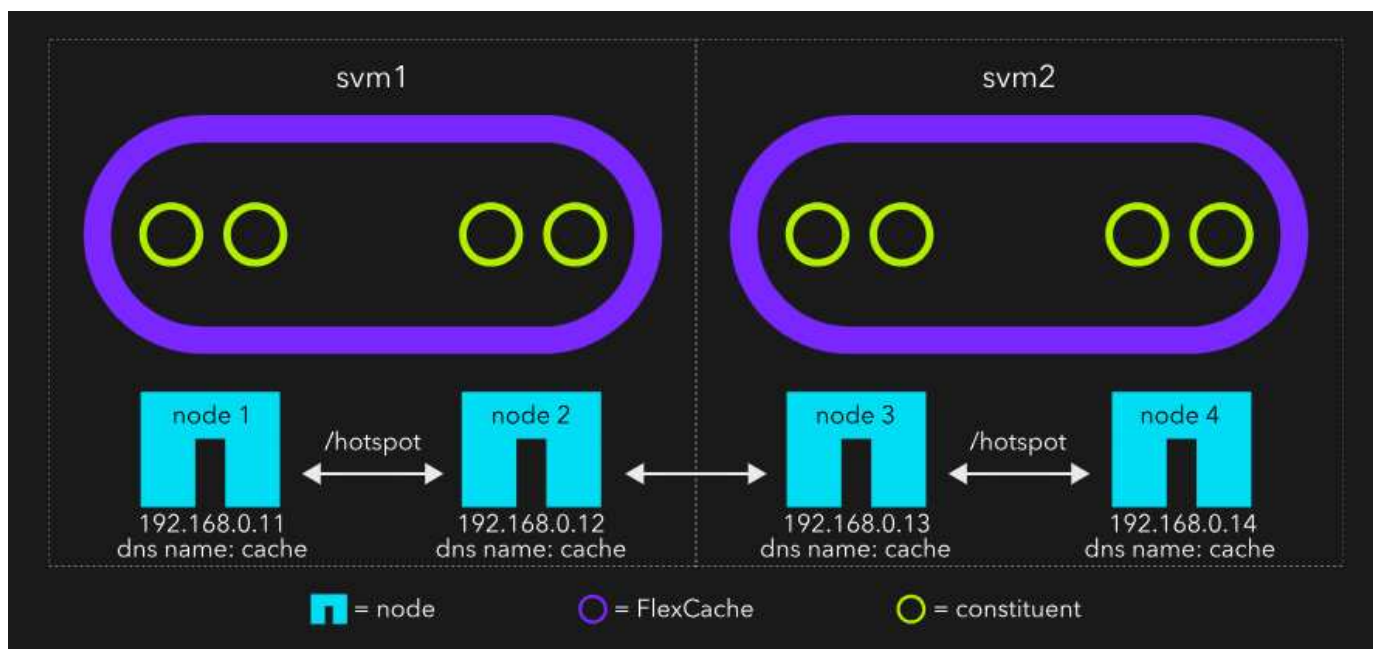 svm1
svm2
node 1
/hotspot
node 2
node 3
/hotspot
node 4
192.168.0.11
dns name: cache
192.168.0.12
dns name: cache
192.168.0.13
dns name: cache
192.168.0.14
dns name: cache
= node
= FlexCache
= constituent